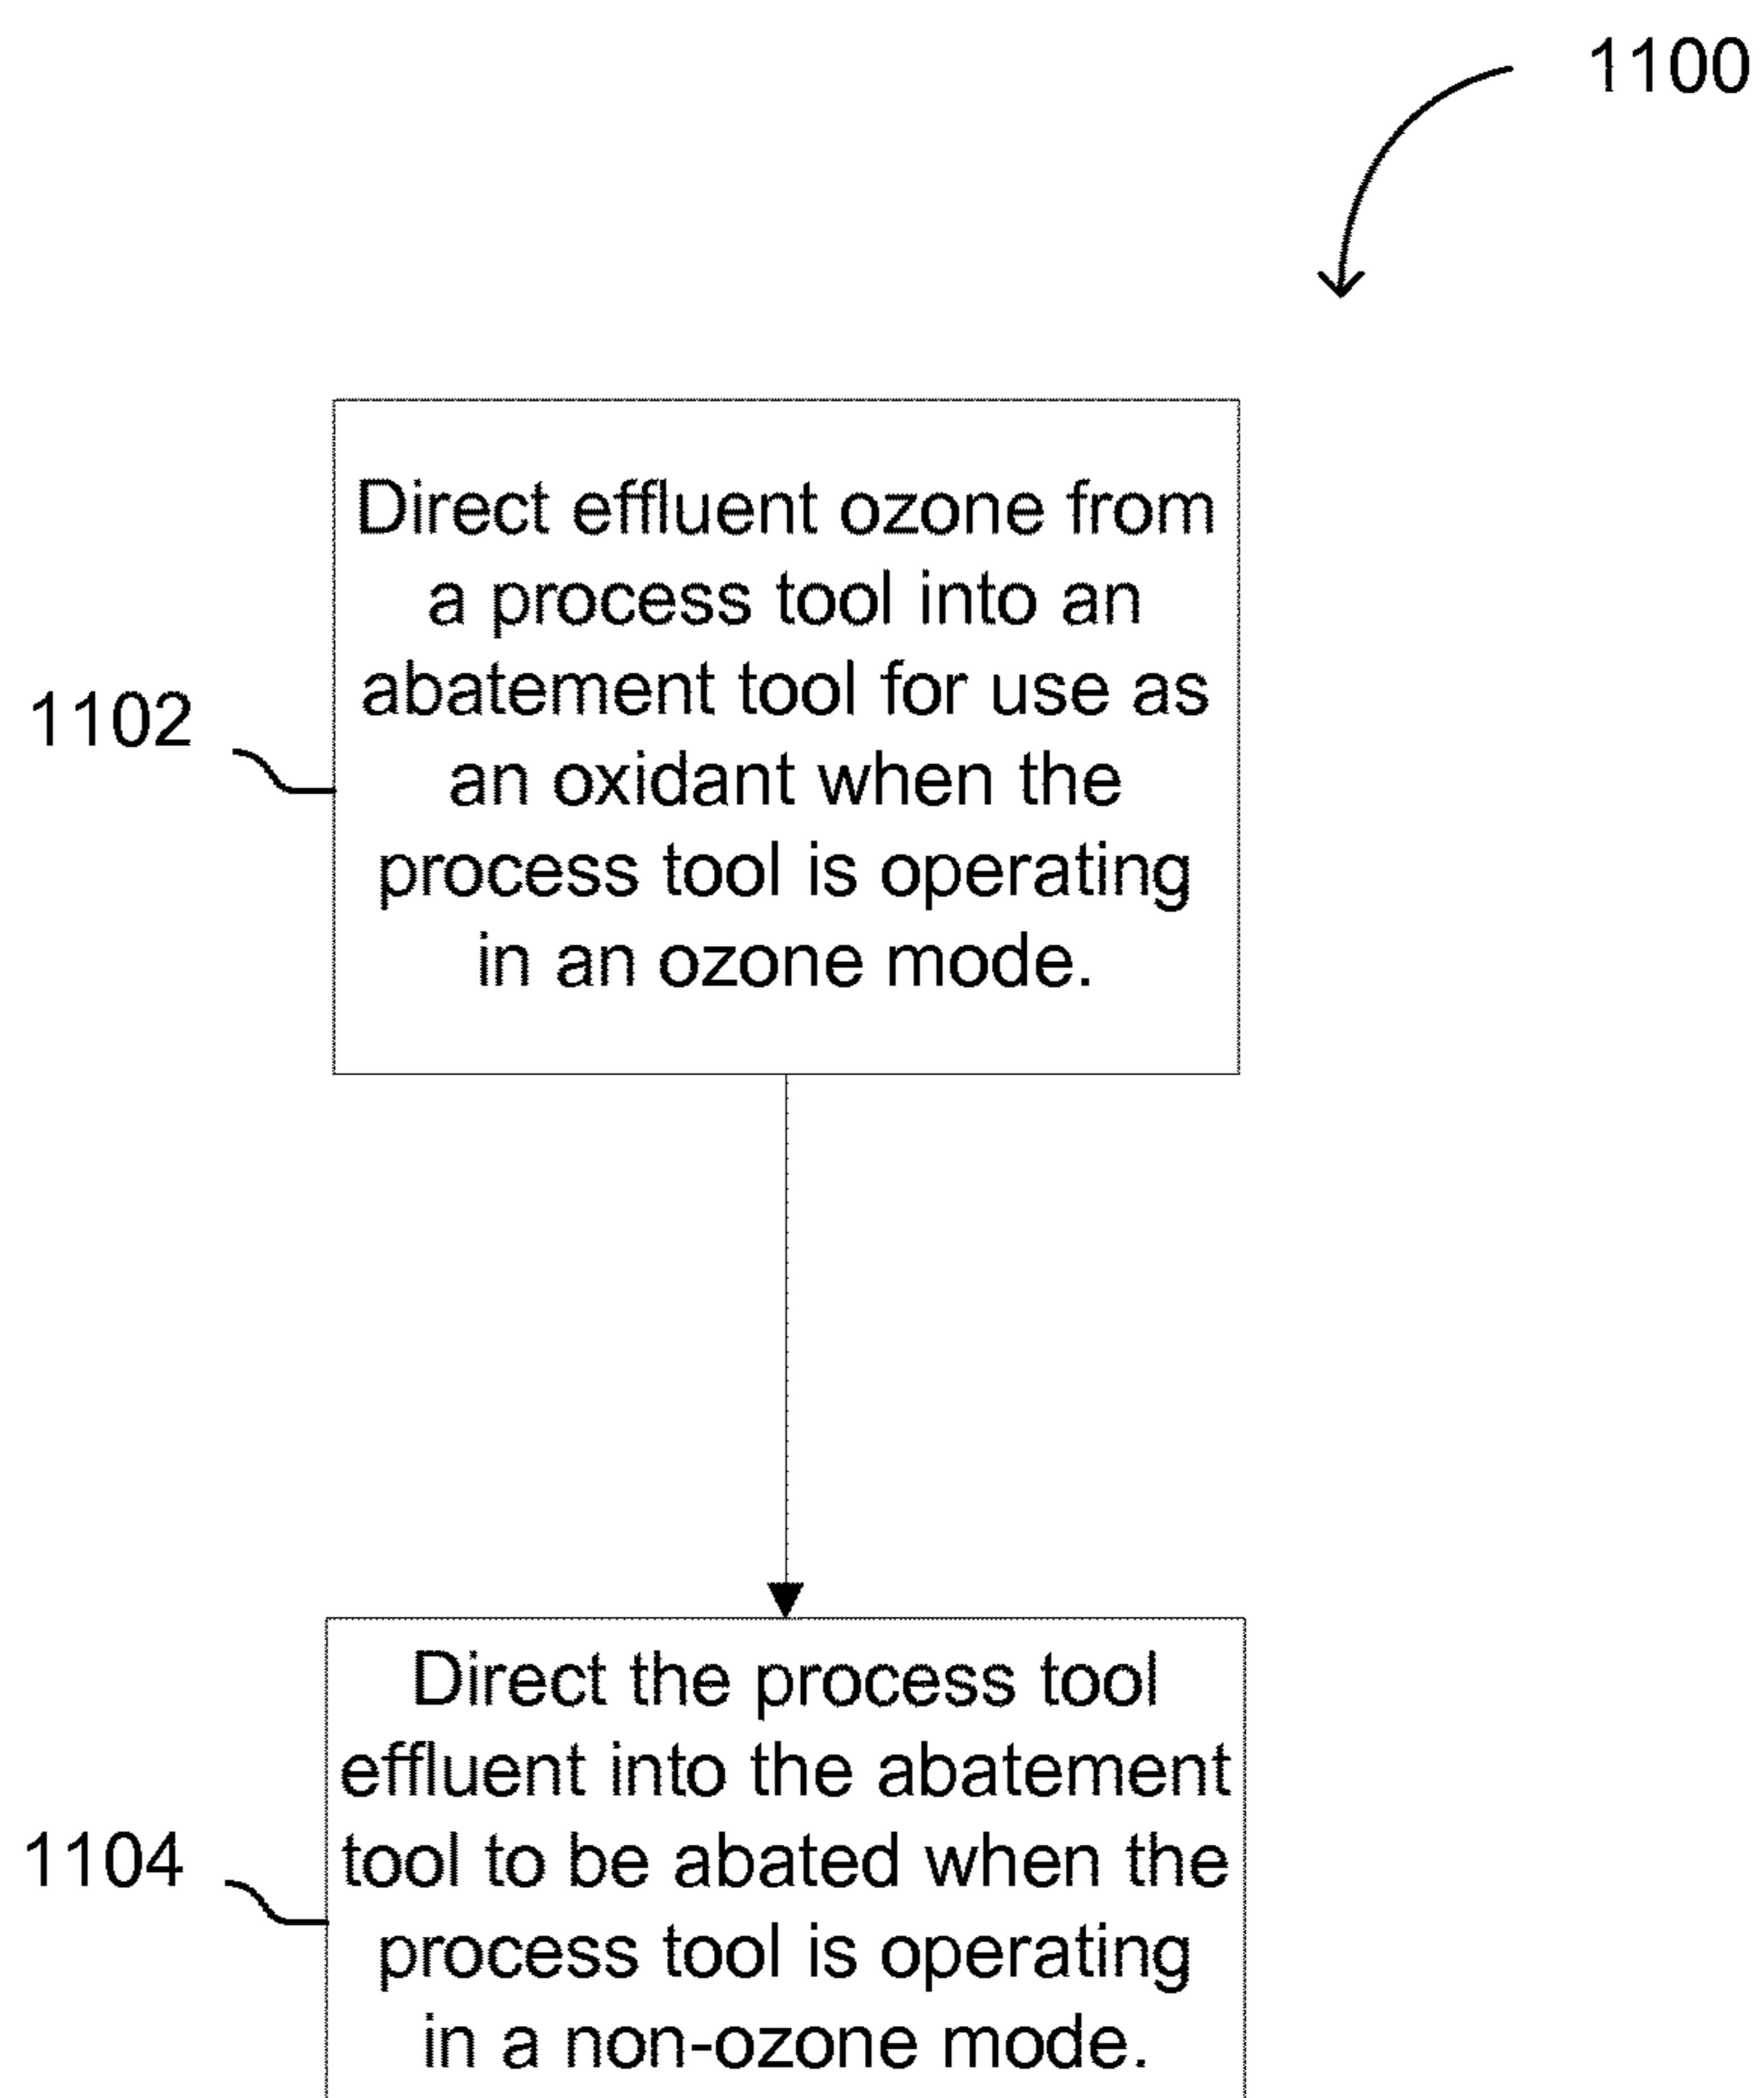 1100
Direct effluent ozone from
a process tool into an
abatement tool for use as
an oxidant when the
process tool is operating
in an ozone mode.
1102
Direct the process tool
effluent into the abatement
tool to be abated when the
process tool is operating
in a non-ozone mode.
1104